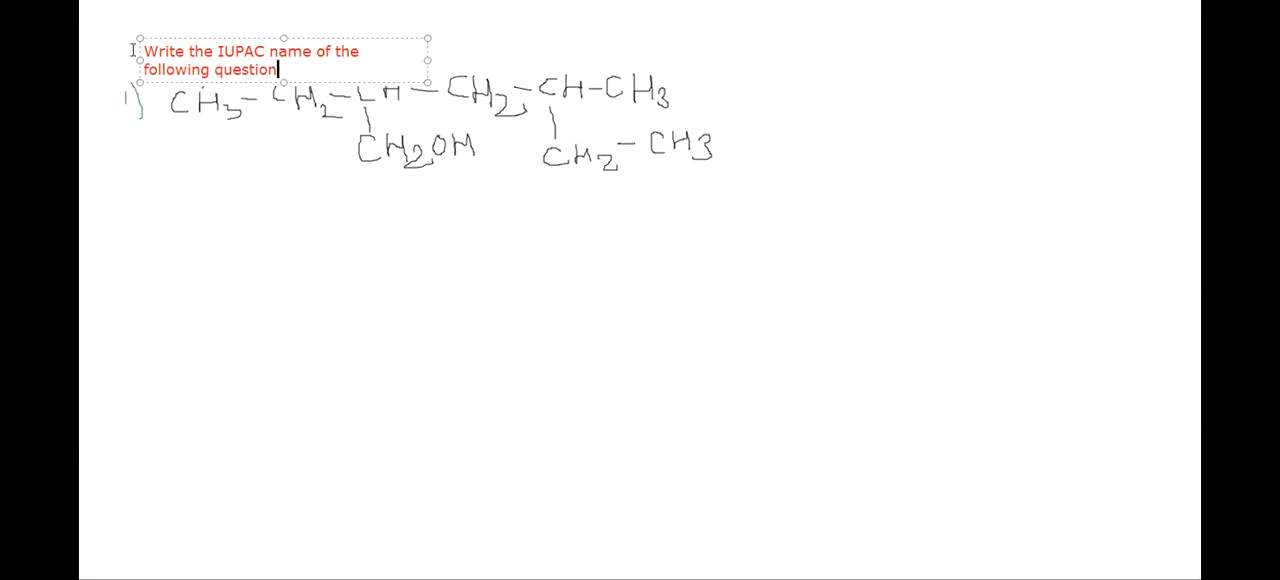 Write the IUPAC name of the
following question
1) CH3- CH2-CH-CH2-CH-CH3
CH2OH CH2-CH3